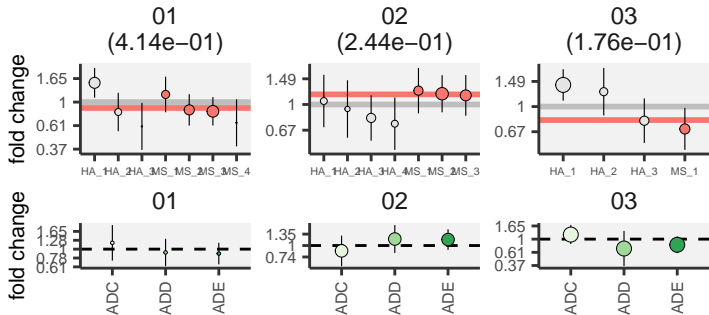 01 02 03
(4.14e−01) (2.44e−01) (1.76e−01)
fold change
1.65
1
0.61
0.37
HA_1 HA_2 HA_3 MS_1 MS_2 MS_3 MS_4
1.49
1
0.67
HA_1 HA_2 HA_3 HA_4 MS_1 MS_2 MS_3
1.49
1
0.67
HA_1 HA_2 HA_3 MS_1
01 02 03
fold change
1.65
1.28
1
0.78
0.61
ADC ADD ADE
1.35
1
0.74
ADC ADD ADE
1.65
1
0.61
0.37
ADC ADD ADE